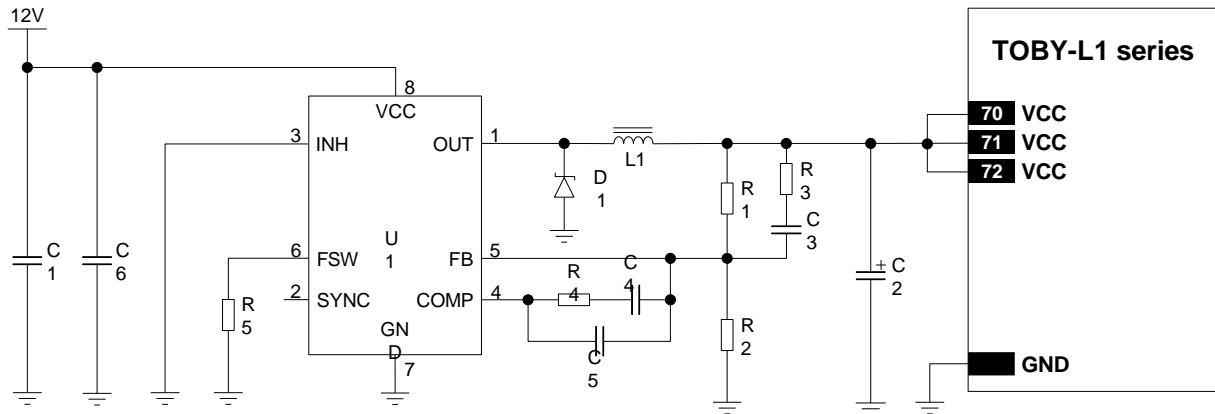 12V
TOBY-L1 series
8
VCC
3
INH
OUT
1
L1
70 VCC
71 VCC
72 VCC
D
1
R
1
R
3
C
3
C
1
C
6
R
5
6
FSW
U
1
FB
5
2
SYNC
COMP
4
R
4
C
4
C
5
GN
D
7
R
2
+
C
2
GND